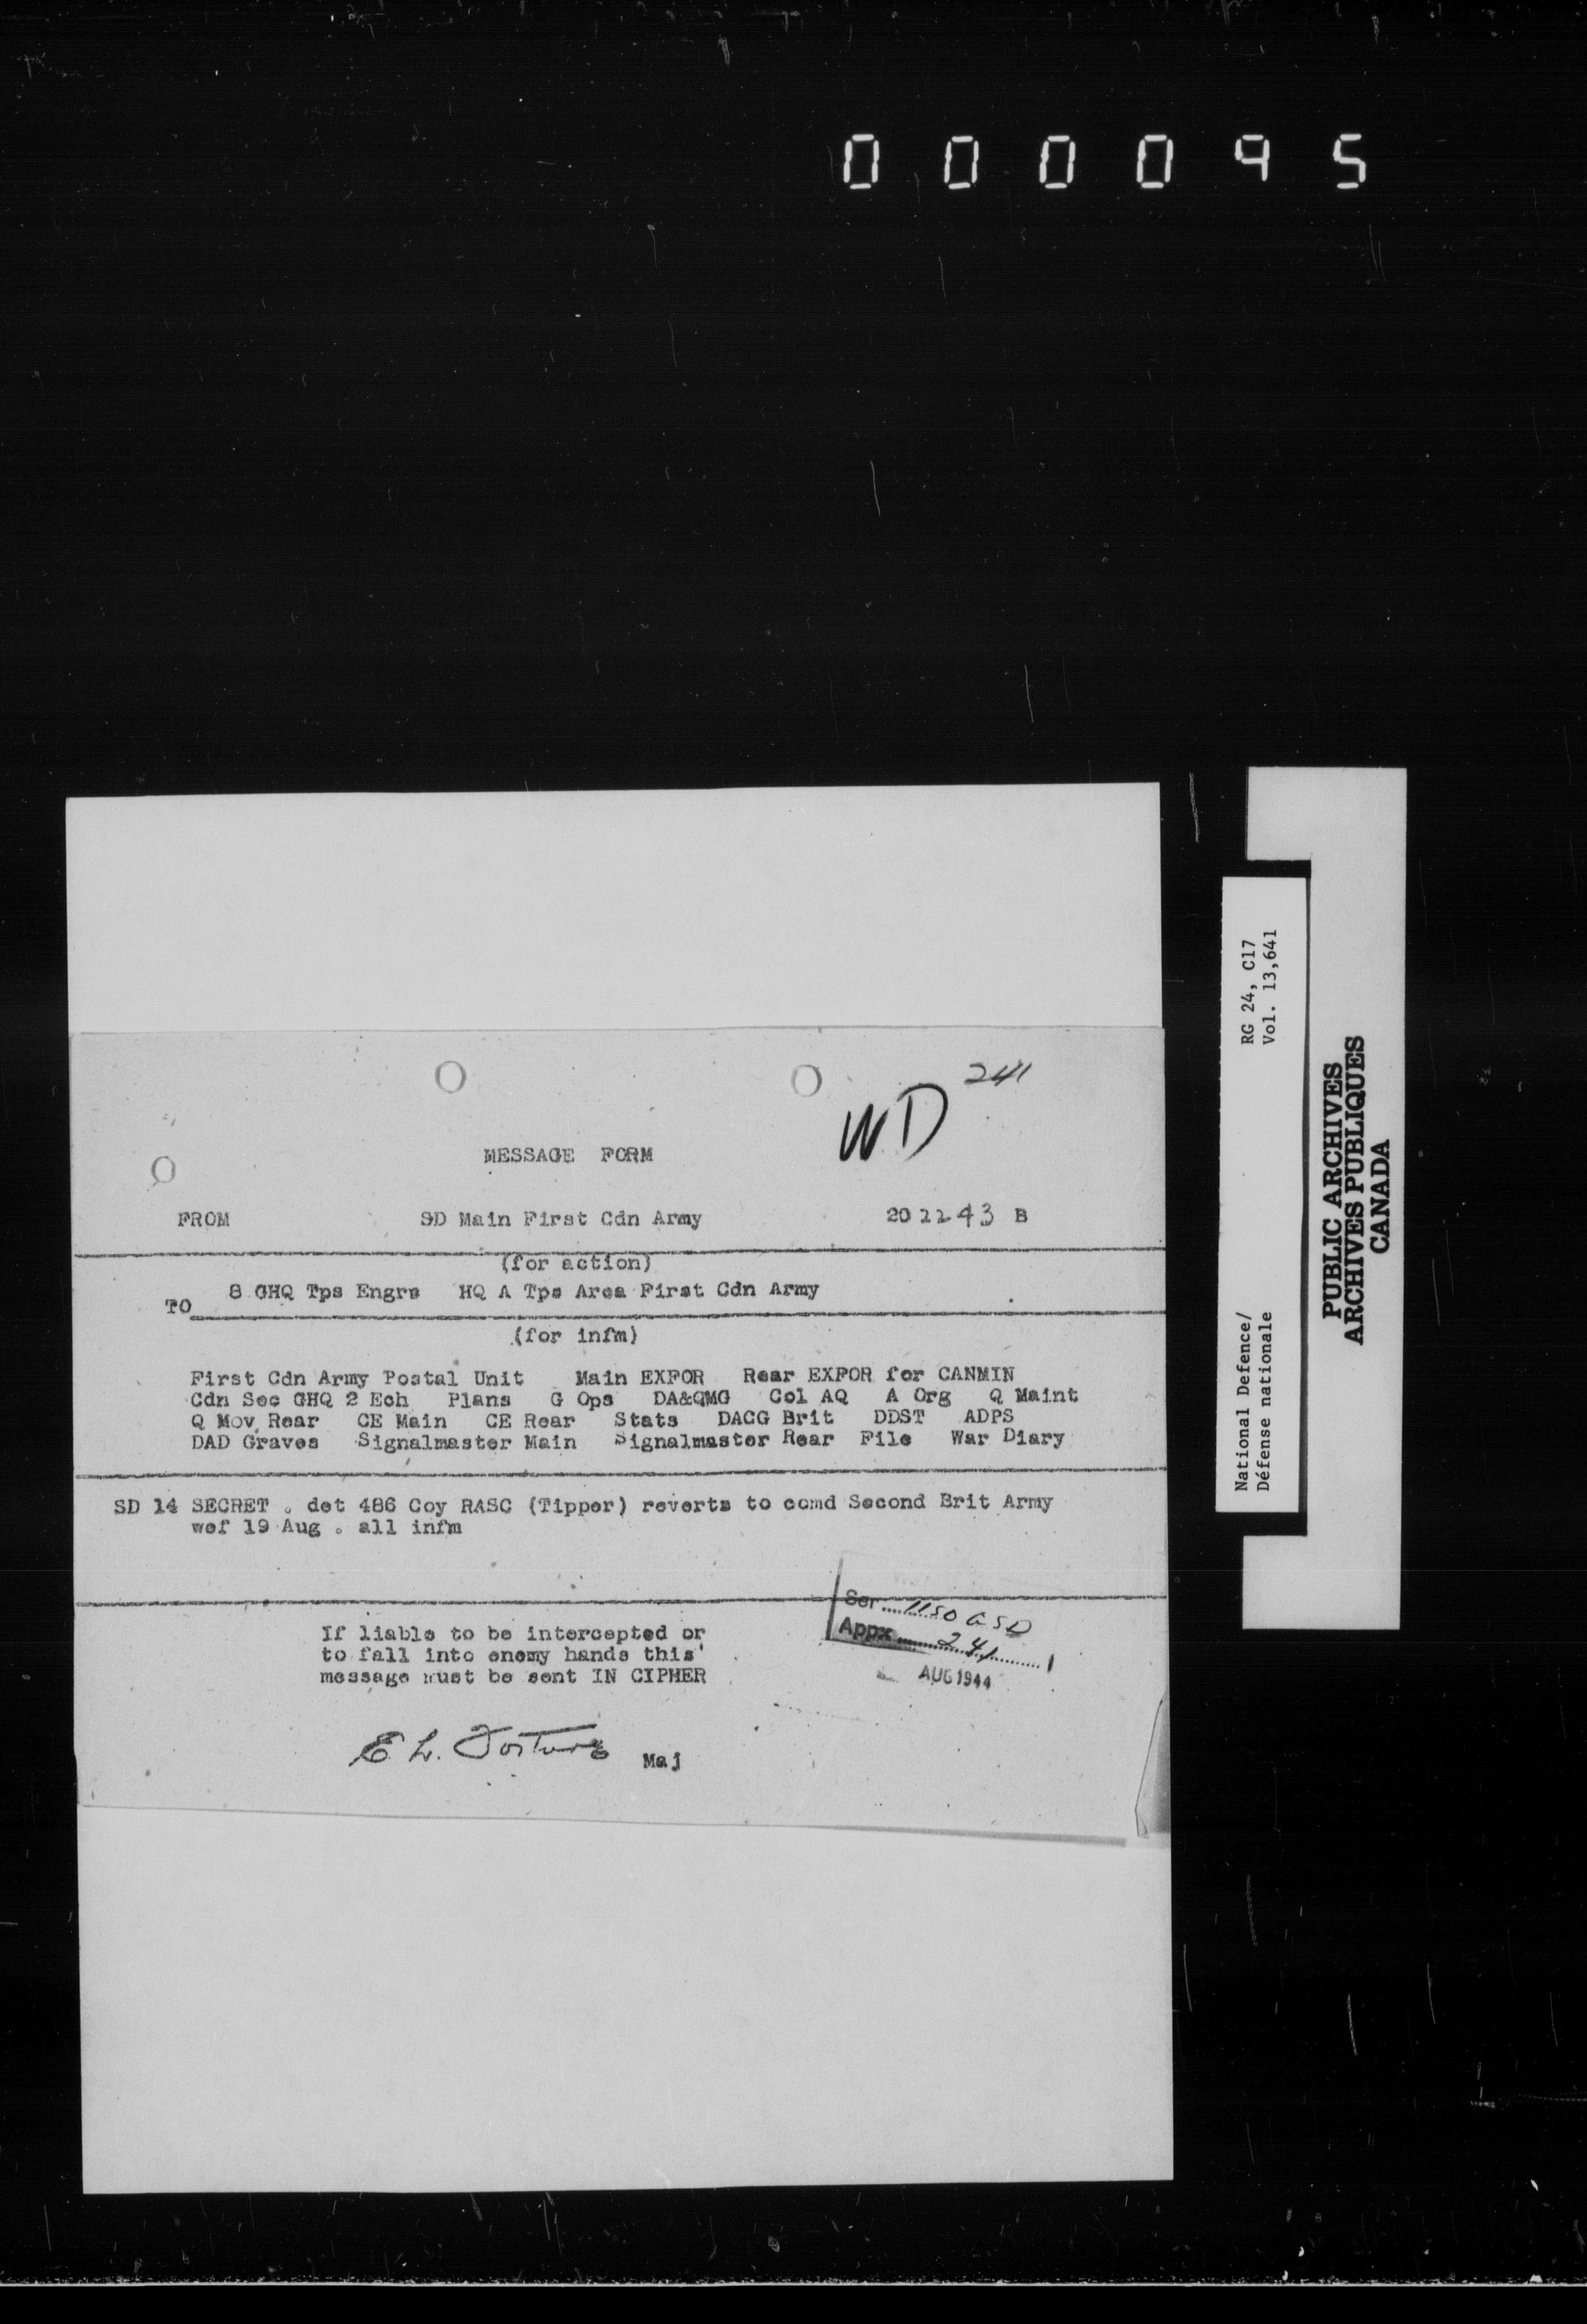 000095
241
WD
MESSAGE FORM
FROM SD Main First Cdn Army 202243 B
(for action)
TO 8 GHQ Tps Engrs HQ A Tps Area First Cdn Army
(for infm)
First Cdn Army Postal Unit Main EXFOR Rear EXFOR for CANMIN
Cdn Sec GHQ 2 Ech Plans G Ops DA&QMG Col AQ A Org Q Maint
Q Mov Rear CE Main CE Rear Stats DACG Brit DDST ADPS
DAD Graves Signalmaster Main Signalmaster Rear File War Diary
SD 14 SECRET . det 486 Coy RASC (Tipper) reverts to comd Second Brit Army
wef 19 Aug . all infm
Ser 1150 GSD
Appx 241
AUG 1944
If liable to be intercepted or
to fall into enemy hands this
message must be sent IN CIPHER
E L. Maj
National Defence/ RG 24, C17
Défense nationale Vol. 13,641
PUBLIC ARCHIVES
ARCHIVES PUBLIQUES
CANADA